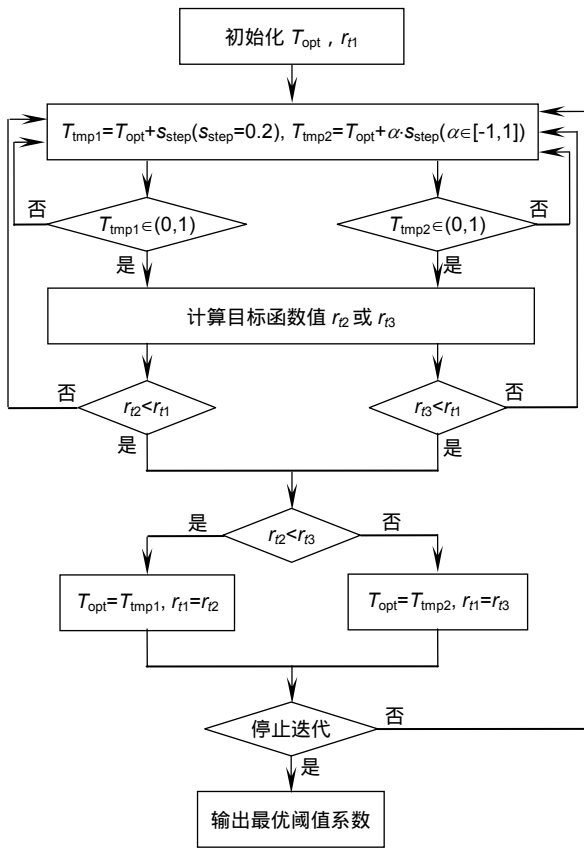 初始化 T_opt , r_t1
T_tmp1=T_opt+s_step(s_step=0.2), T_tmp2=T_opt+α·s_step(α∈[-1,1])
否 T_tmp1∈(0,1) T_tmp2∈(0,1) 否
是 是
计算目标函数值 r_t2 或 r_t3
否 r_t2<r_t1 r_t3<r_t1 否
是 是
是 r_t2<r_t3 否
T_opt=T_tmp1, r_t1=r_t2 T_opt=T_tmp2, r_t1=r_t3
停止迭代 否
是
输出最优阈值系数